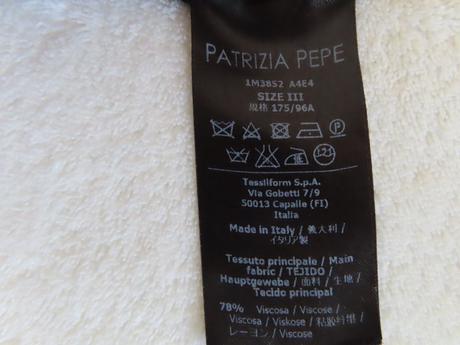 PATRIZIA PEPE
1M3852 A4E4
SIZE III
規格 175/96A
Tessilform S.p.A.
Via Gobetti 7/9
50013 Capalle (FI)
Italia
Made in Italy / 義大利 /
イタリア製
Tessuto principale / Main
fabric / TEJIDO /
Hauptgewebe / 面料 / 生地 /
Tecido principal
78% Viscosa / Viscose /
Viscosa / Viskose / 粘胶纤维 /
レーヨン / Viscose